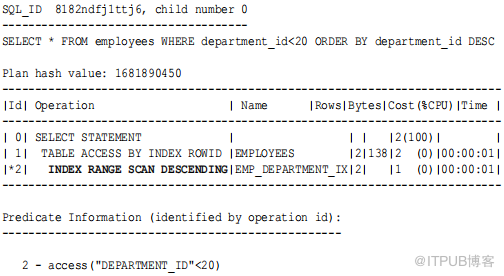 SQL_ID  8182ndfj1ttj6, child number 0
-------------------------------------
SELECT * FROM employees WHERE department_id<20 ORDER BY department_id DESC

Plan hash value: 1681890450
---------------------------------------------------------------------------
|Id| Operation                    | Name            |Rows|Bytes|Cost(%CPU)|Time |
---------------------------------------------------------------------------
| 0| SELECT STATEMENT             |                 | |   |2(100)|        |
| 1|  TABLE ACCESS BY INDEX ROWID |EMPLOYEES        |2|138|2  (0)|00:00:01|
|*2|   INDEX RANGE SCAN DESCENDING|EMP_DEPARTMENT_IX|2|   |1  (0)|00:00:01|
---------------------------------------------------------------------------

Predicate Information (identified by operation id):
---------------------------------------------------

   2 - access("DEPARTMENT_ID"<20)
@ITPUB博客